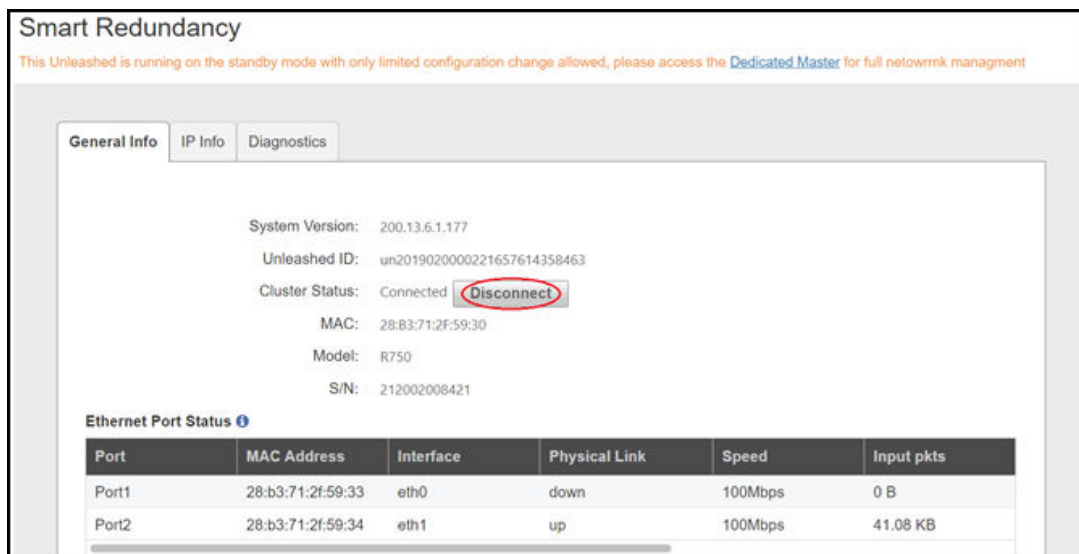 Smart Redundancy
This Unleashed is running on the standby mode with only limited configuration change allowed, please access the Dedicated Master for full netowrmk managment
General Info IP Info Diagnostics
System Version: 200.13.6.1.177
Unleashed ID: un2019020000221657614358463
Cluster Status: Connected Disconnect
MAC: 28:B3:71:2F:59:30
Model: R750
S/N: 212002008421
Ethernet Port Status
Port MAC Address Interface Physical Link Speed Input pkts
Port1 28:b3:71:2f:59:33 eth0 down 100Mbps 0 B
Port2 28:b3:71:2f:59:34 eth1 up 100Mbps 41.08 KB